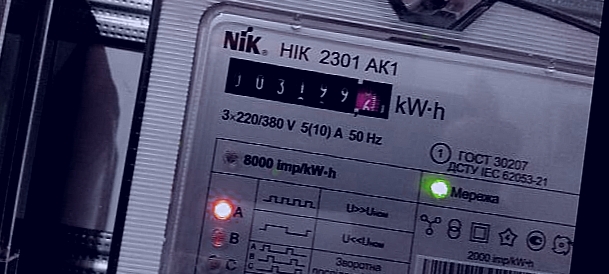 NiK® НІК 2301 АК1
kW·h
3×220/380 V 5(10) A 50 Hz
8000 imp/kW·h
1 ГОСТ 30207
ДСТУ IEC 62053-21
Мережа
A
U>>Uном
B
U<<Uном
C
A
B
C
Зворотна
2000 imp/kW·h